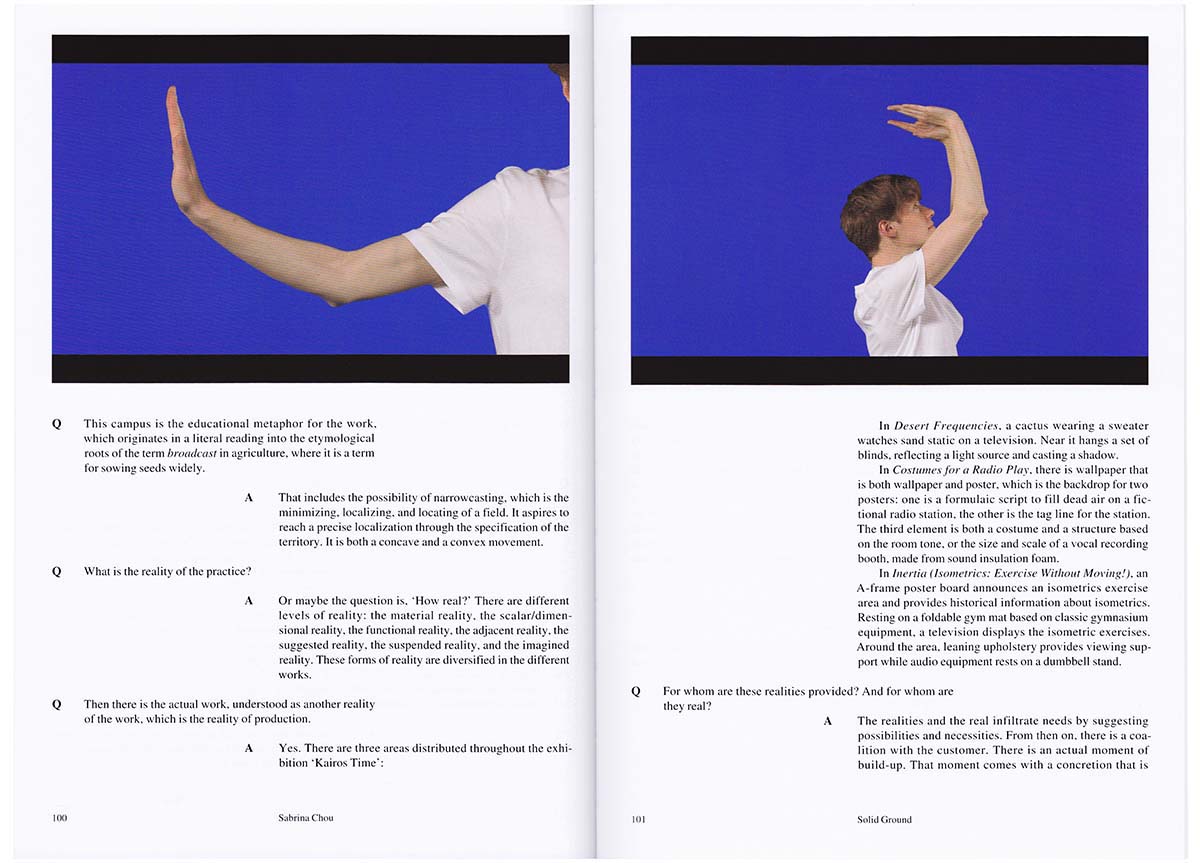 Q This campus is the educational metaphor for the work,
which originates in a literal reading into the etymological
roots of the term broadcast in agriculture, where it is a term
for sowing seeds widely.
A That includes the possibility of narrowcasting, which is the
minimizing, localizing, and locating of a field. It aspires to
reach a precise localization through the specification of the
territory. It is both a concave and a convex movement.
Q What is the reality of the practice?
A Or maybe the question is, ‘How real?’ There are different
levels of reality: the material reality, the scalar/dimen-
sional reality, the functional reality, the adjacent reality, the
suggested reality, the suspended reality, and the imagined
reality. These forms of reality are diversified in the different
works.
Q Then there is the actual work, understood as another reality
of the work, which is the reality of production.
A Yes. There are three areas distributed throughout the exhi-
bition ‘Kairos Time’:
100 Sabrina Chou
In Desert Frequencies, a cactus wearing a sweater
watches sand static on a television. Near it hangs a set of
blinds, reflecting a light source and casting a shadow.
In Costumes for a Radio Play, there is wallpaper that
is both wallpaper and poster, which is the backdrop for two
posters: one is a formulaic script to fill dead air on a fic-
tional radio station, the other is the tag line for the station.
The third element is both a costume and a structure based
on the room tone, or the size and scale of a vocal recording
booth, made from sound insulation foam.
In Inertia (Isometrics: Exercise Without Moving!), an
A-frame poster board announces an isometrics exercise
area and provides historical information about isometrics.
Resting on a foldable gym mat based on classic gymnasium
equipment, a television displays the isometric exercises.
Around the area, leaning upholstery provides viewing sup-
port while audio equipment rests on a dumbbell stand.
Q For whom are these realities provided? And for whom are
they real?
A The realities and the real infiltrate needs by suggesting
possibilities and necessities. From then on, there is a coa-
lition with the customer. There is an actual moment of
build-up. That moment comes with a concretion that is
101 Solid Ground